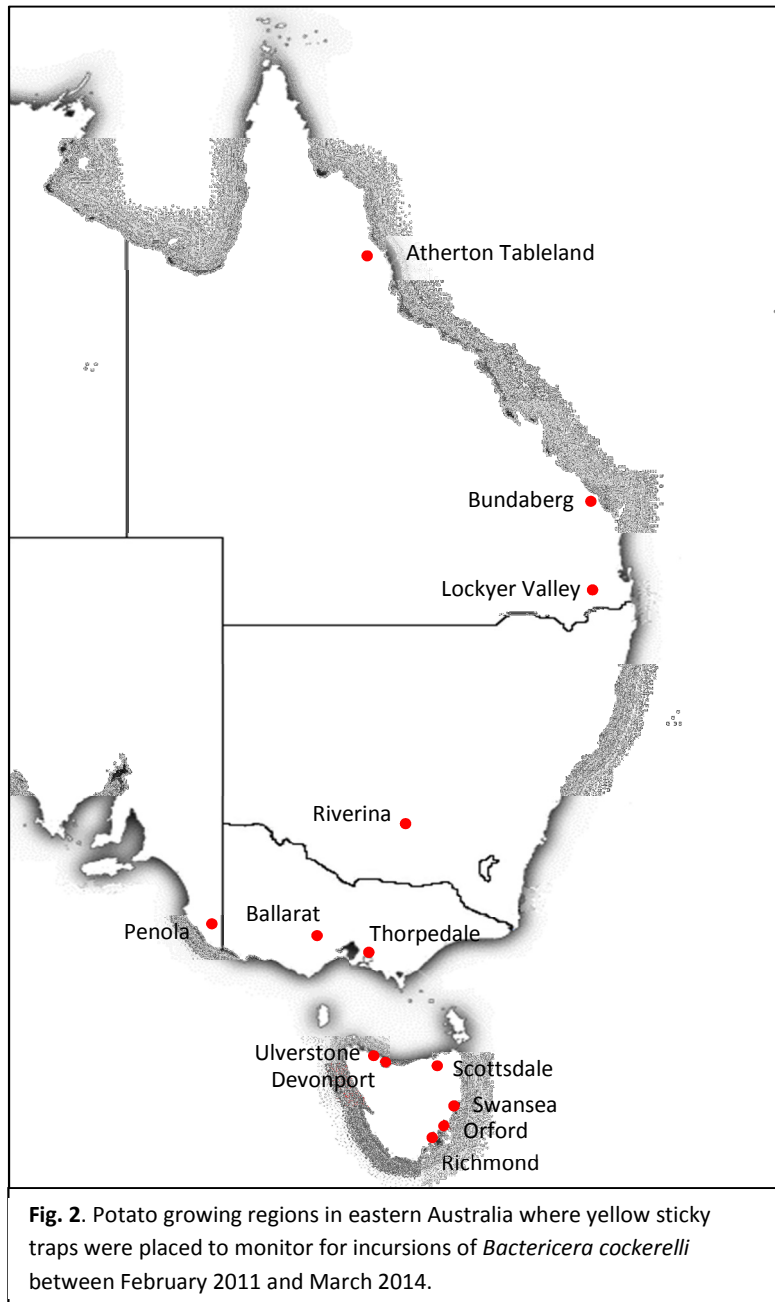 Atherton Tableland
Bundaberg
Lockyer Valley
Riverina
Ballarat
Penola
Thorpedale
Ulverstone
Devonport
Scottsdale
Swansea
Orford
Richmond
Fig. 2. Potato growing regions in eastern Australia where yellow sticky
traps were placed to monitor for incursions of Bactericera cockerelli
between February 2011 and March 2014.